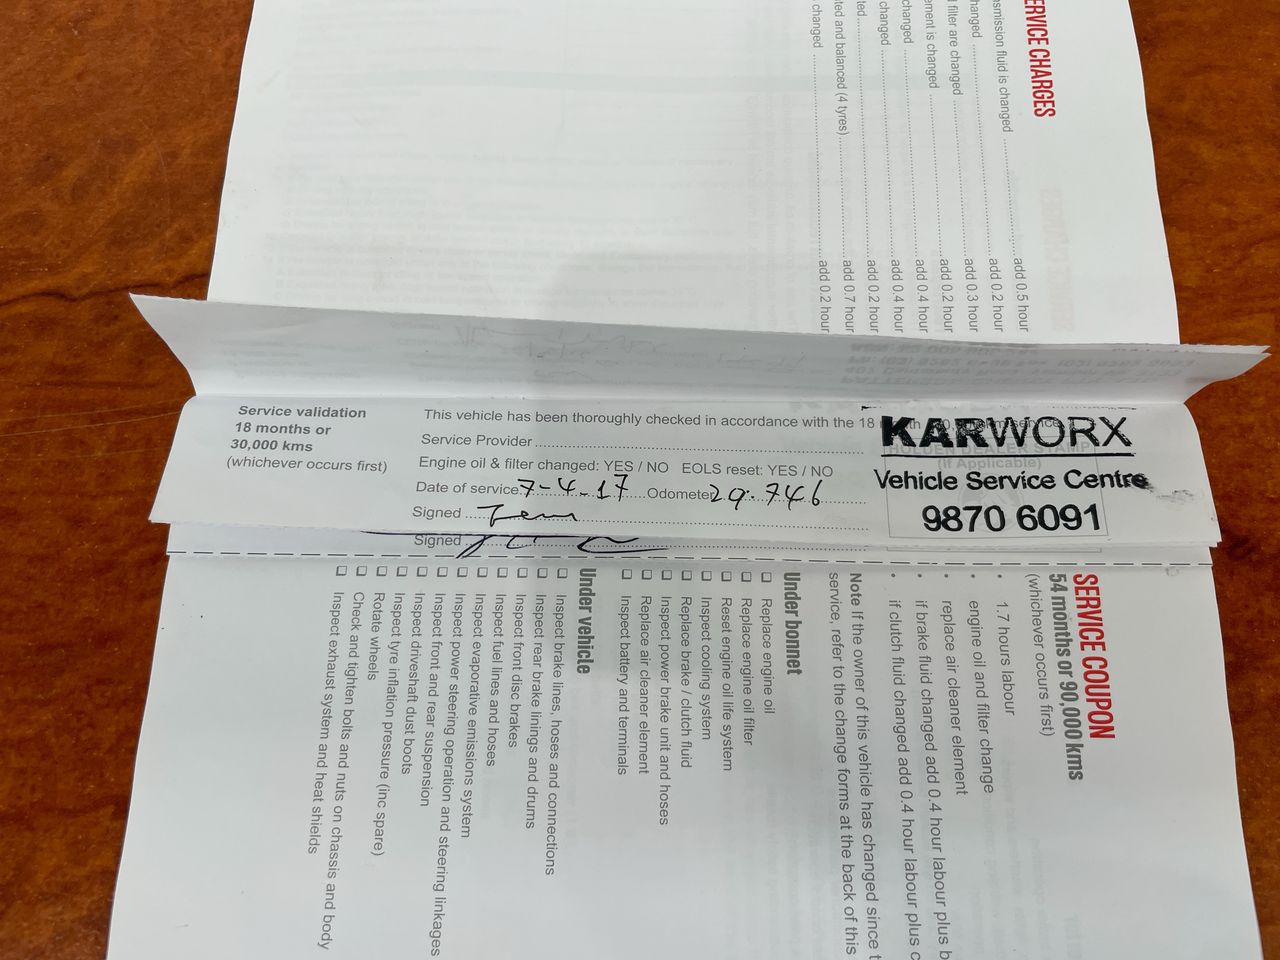 SERVICE CHARGES
smission fluid is changed ... add 0.5 hour
hanged ... add 0.2 hour
filter are changed ... add 0.3 hour
ement is changed ... add 0.2 hour
changed ... add 0.4 hour
changed ... add 0.4 hour
ted ... add 0.2 hour
ted and balanced (4 tyres) ... add 0.7 hour
changed ... add 0.2 hour
Service validation
18 months or
30,000 kms
(whichever occurs first)
This vehicle has been thoroughly checked in accordance with the 18
Service Provider
Engine oil & filter changed: YES / NO EOLS reset: YES / NO
Date of service 7-4-17 Odometer 29.746
Signed
Signed
KARWORX
HOLDEN DEALER STAMP
(If Applicable)
Vehicle Service Centre
9870 6091
SERVICE COUPON
54 months or 90,000 kms
(whichever occurs first)
• 1.7 hours labour
• engine oil and filter change
• replace air cleaner element
• if brake fluid changed add 0.4 hour labour plus b
• if clutch fluid changed add 0.4 hour labour plus c
Note If the owner of this vehicle has changed since t
service, refer to the change forms at the back of this
Under bonnet
Replace engine oil
Replace engine oil filter
Reset engine oil life system
Inspect cooling system
Replace brake / clutch fluid
Inspect power brake unit and hoses
Replace air cleaner element
Inspect battery and terminals
Under vehicle
Inspect brake lines, hoses and connections
Inspect rear brake linings and drums
Inspect front disc brakes
Inspect fuel lines and hoses
Inspect evaporative emissions system
Inspect power steering operation and steering linkages
Inspect front and rear suspension
Inspect driveshaft dust boots
Inspect tyre inflation pressure (inc spare)
Rotate wheels
Check and tighten bolts and nuts on chassis and body
Inspect exhaust system and heat shields